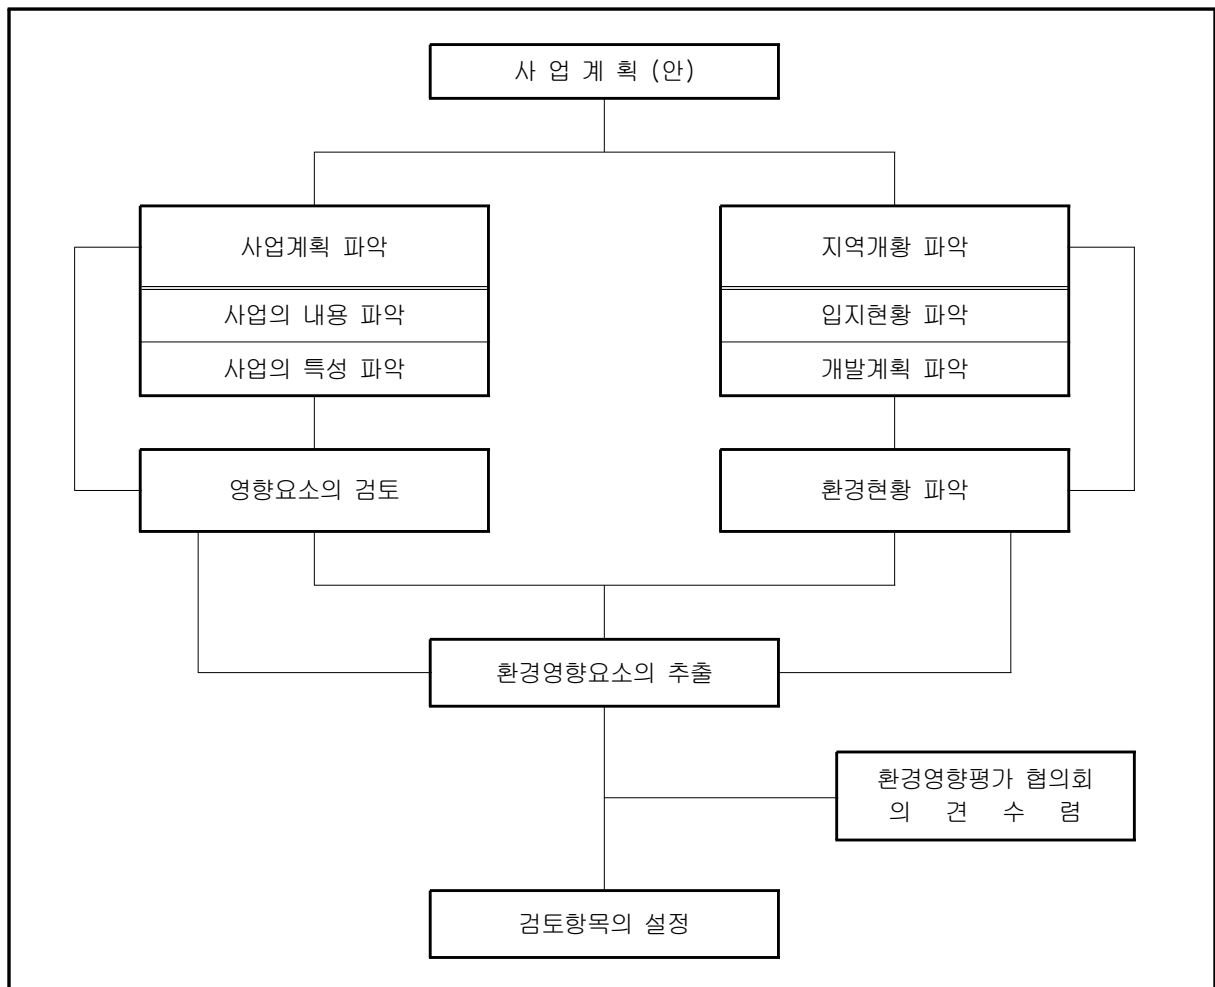 사 업 계 획 (안)
사업계획 파악
사업의 내용 파악
사업의 특성 파악
지역개황 파악
입지현황 파악
개발계획 파악
영향요소의 검토
환경현황 파악
환경영향요소의 추출
환경영향평가 협의회
의 견 수 렴
검토항목의 설정